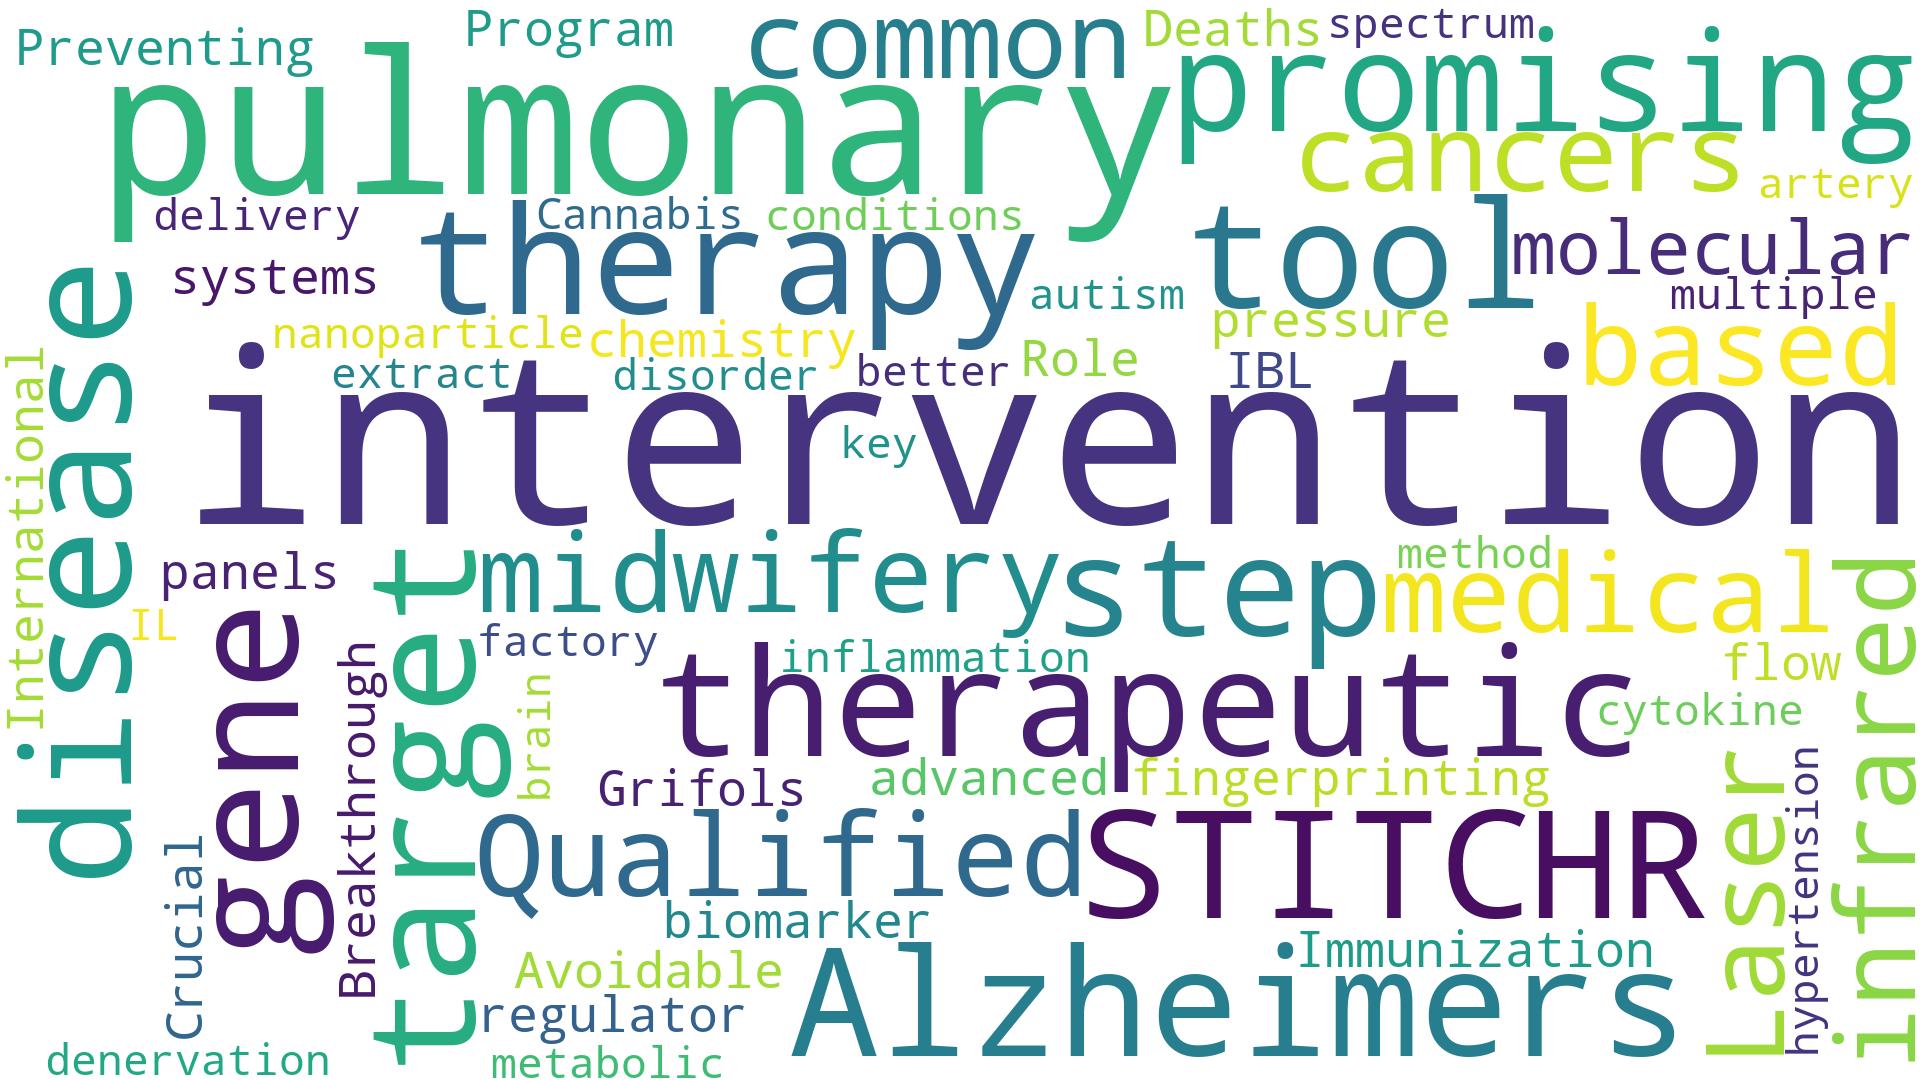 Preventing
Program
common
Deaths
spectrum
pulmonary
promising
cancers
artery
delivery
Cannabis
conditions
therapy
tool
molecular
systems
autism
multiple
nanoparticle
chemistry
pressure
based
extract
disorder
better
Role
IBL
intervention
key
disease
International
panels
IL
midwifery
step
method
medical
infrared
gene
target
factory
inflammation
flow
Breakthrough
brain
therapeutic
cytokine
Grifols
advanced
fingerprinting
Laser
hypertension
Crucial
Qualified
STITCHR
biomarker
Immunization
Avoidable
Alzheimers
regulator
denervation
metabolic